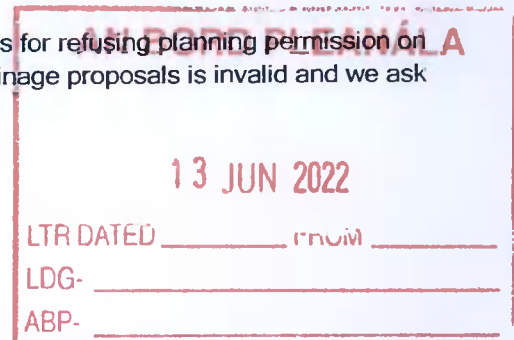 AN BORD PLEANÁLA
s for refusing planning permission on
inage proposals is invalid and we ask
13 JUN 2022
LTR DATED FROM
LDG-
ABP-